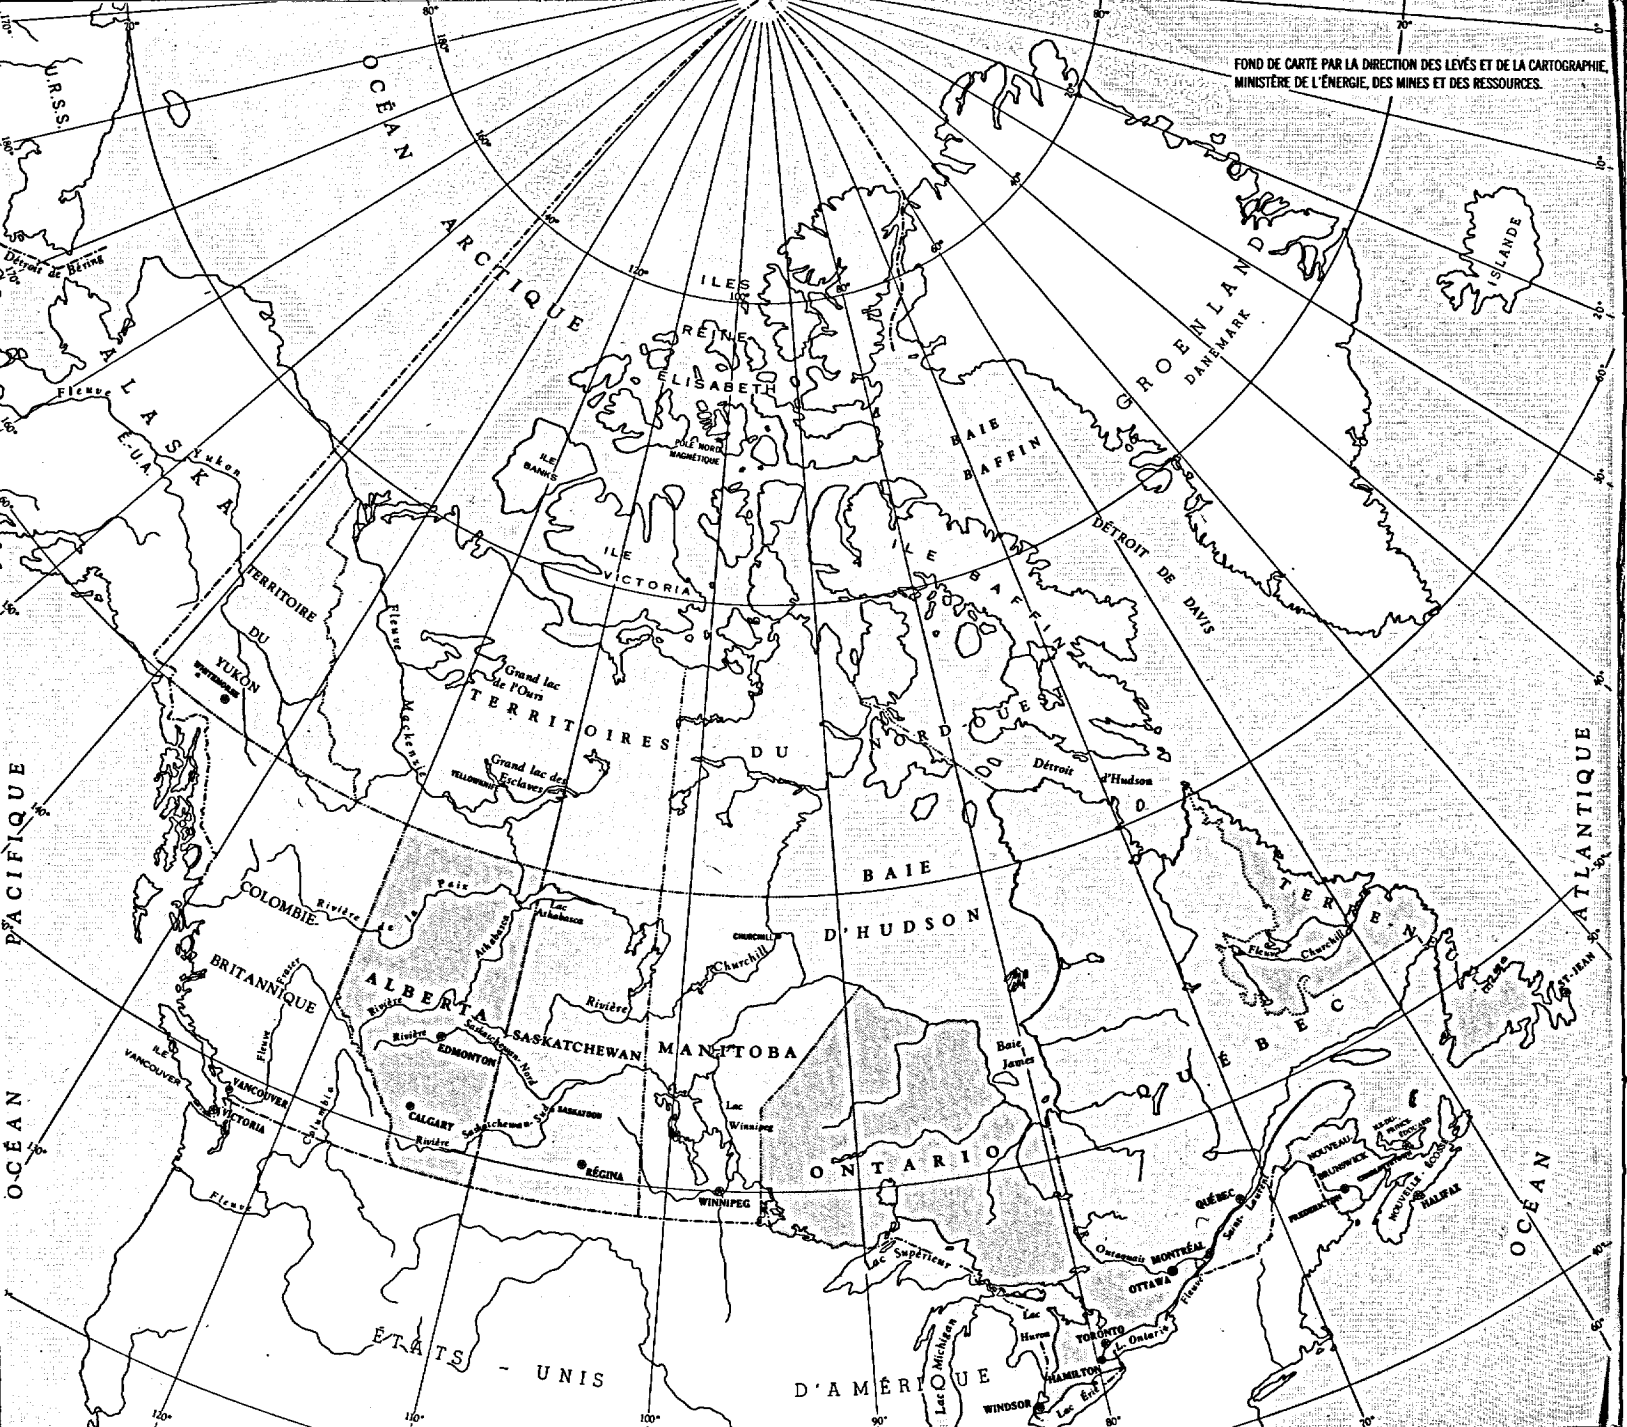 FOND DE CARTE PAR LA DIRECTION DES LEVÉS ET DE LA CARTOGRAPHIE,
MINISTÈRE DE L'ÉNERGIE, DES MINES ET DES RESSOURCES.
U.R.S.S.
OCÉAN ARCTIQUE
Détroit de Béring
ISLANDE
GROENLAND
DANEMARK
ILES
REINE
ELISABETH
PÔLE NORD
MAGNÉTIQUE
ILE
BANKS
ILE
VICTORIA
BAIE
BAFFIN
DÉTROIT DE DAVIS
ILE BAFFIN
ALASKA
É.-U.A.
Fleuve Yukon
TERRITOIRE
DU
YUKON
WHITEHORSE
Fleuve Mackenzie
Grand lac
de l'Ours
TERRITOIRES DU NORD-OUEST
Grand lac des
Esclaves
YELLOWKNIFE
Détroit d'Hudson
BAIE
D'HUDSON
OCÉAN PACIFIQUE
OCÉAN ATLANTIQUE
COLOMBIE-
BRITANNIQUE
Rivière de la Paix
Lac
Athabasca
Athabasca
CHURCHILL
Churchill
Rivière
Fleuve Churchill
TERRE-NEUVE
ST-JEAN
ALBERTA
Rivière
SASKATCHEWAN
MANITOBA
Fleuve Fraser
Rivière Saskatchewan-Nord
EDMONTON
Baie
James
QUÉBEC
ILE
VANCOUVER
VANCOUVER
VICTORIA
Columbia
Fleuve
CALGARY
Rivière Saskatchewan-Sud
SASKATOON
RÉGINA
Lac
Winnipeg
WINNIPEG
ONTARIO
NOUVEAU-
BRUNSWICK
FREDERICTON
NOUVELLE-ÉCOSSE
HALIFAX
QUÉBEC
Fleuve Saint-Laurent
R. Outaouais
MONTRÉAL
OTTAWA
Lac Supérieur
Lac
Huron
Lac Michigan
TORONTO
L. Ontario
HAMILTON
Lac Érié
WINDSOR
ÉTATS-UNIS D'AMÉRIQUE